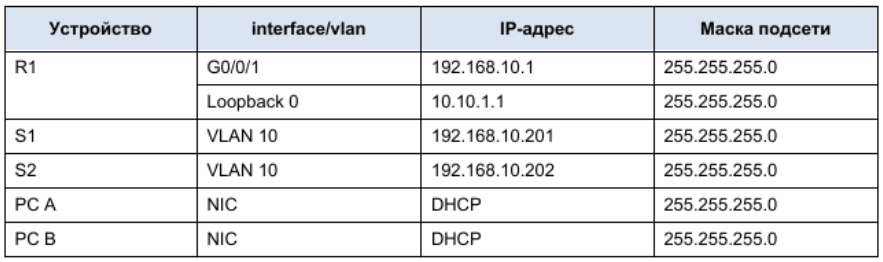 Устройство interface/vlan IP-адрес Маска подсети
R1 G0/0/1 192.168.10.1 255.255.255.0
Loopback 0 10.10.1.1 255.255.255.0
S1 VLAN 10 192.168.10.201 255.255.255.0
S2 VLAN 10 192.168.10.202 255.255.255.0
PC A NIC DHCP 255.255.255.0
PC B NIC DHCP 255.255.255.0